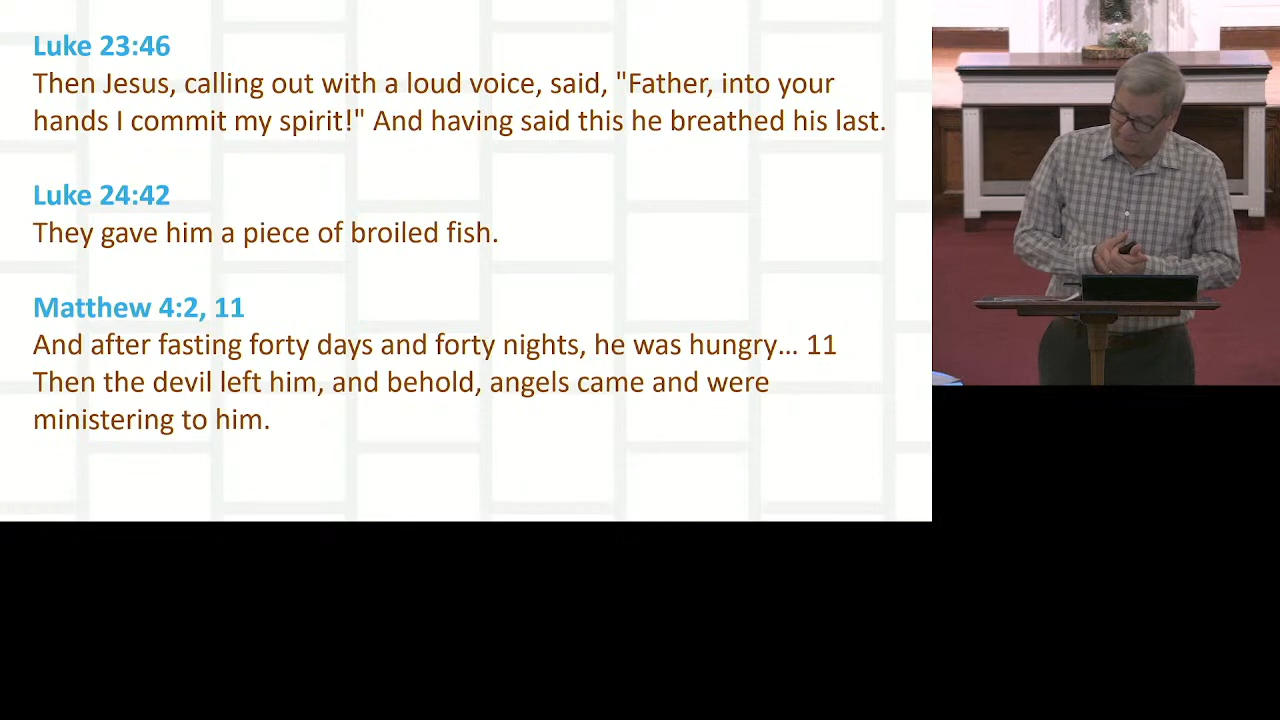 Luke 23:46
Then Jesus, calling out with a loud voice, said, "Father, into your
hands I commit my spirit!" And having said this he breathed his last.
Luke 24:42
They gave him a piece of broiled fish.
Matthew 4:2, 11
And after fasting forty days and forty nights, he was hungry… 11
Then the devil left him, and behold, angels came and were
ministering to him.